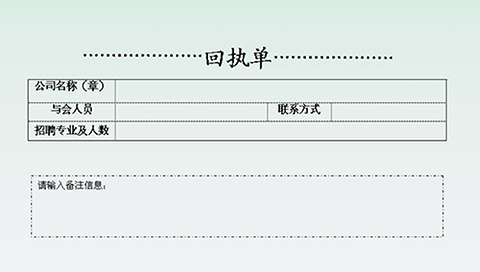 回执单
公司名称（章）
与会人员 联系方式
招聘专业及人数
请输入备注信息：